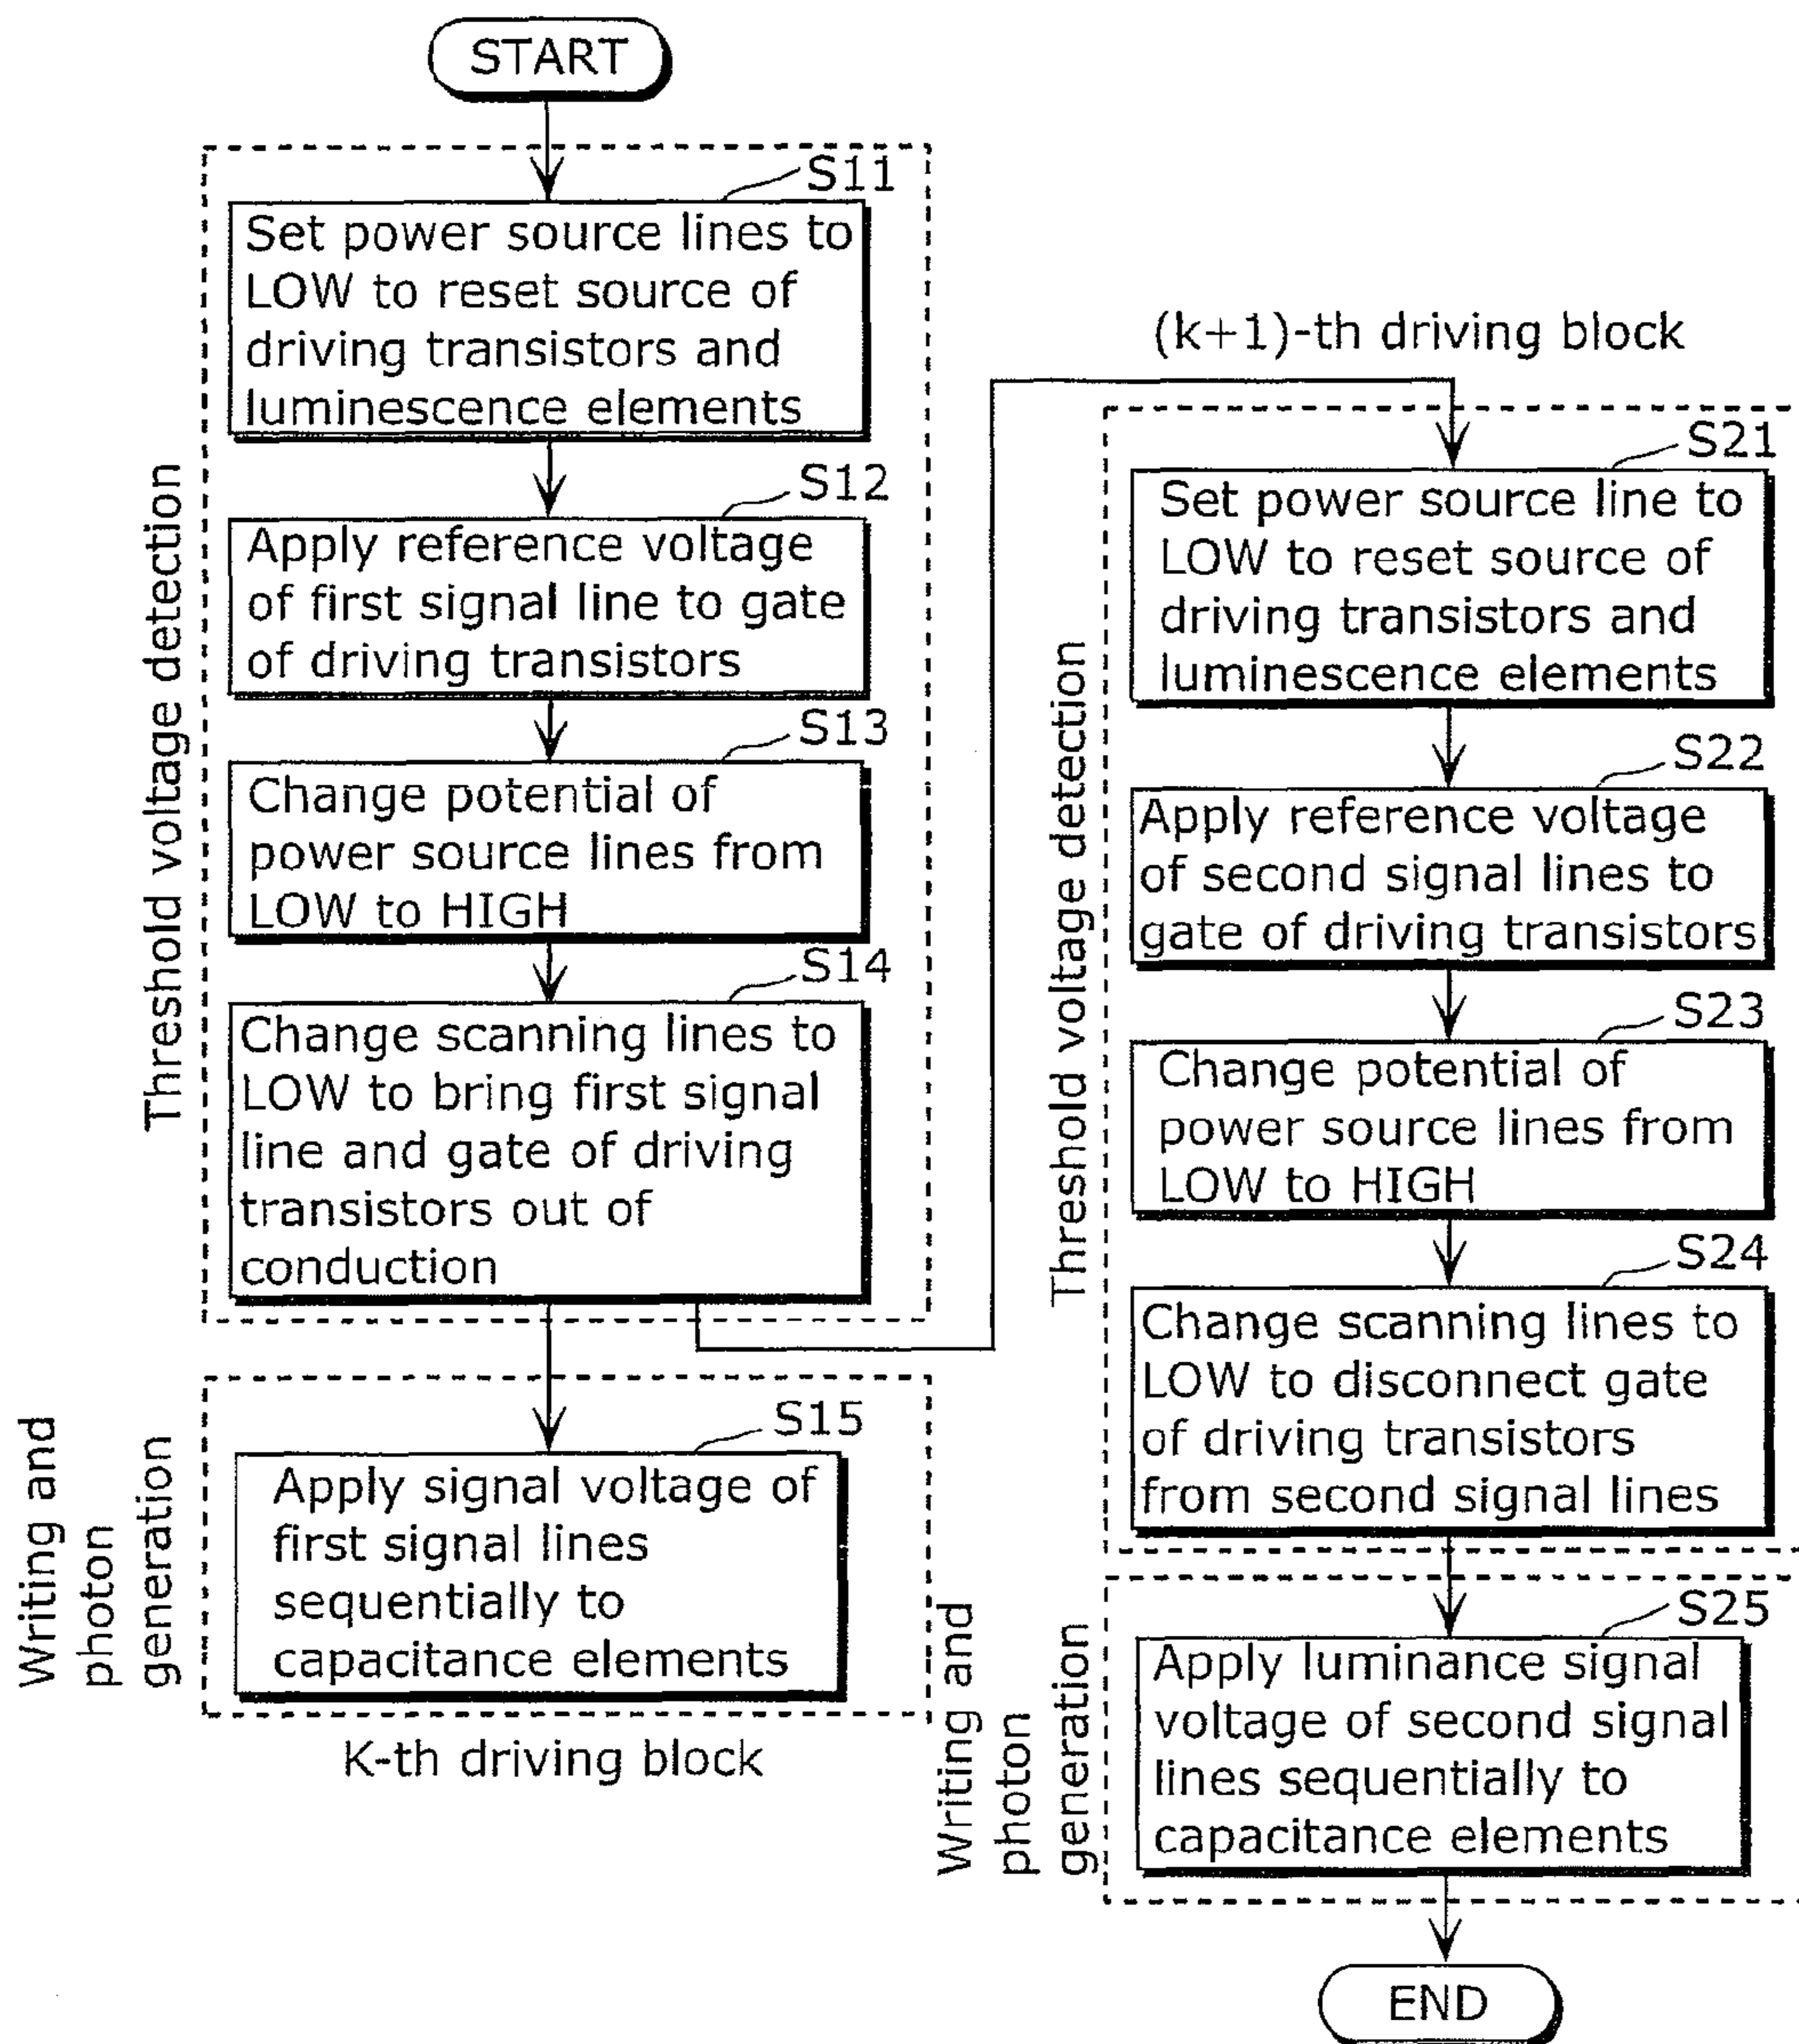 START
Threshold voltage detection
S11
Set power source lines to
LOW to reset source of
driving transistors and
luminescence elements
S12
Apply reference voltage
of first signal line to gate
of driving transistors
S13
Change potential of
power source lines from
LOW to HIGH
S14
Change scanning lines to
LOW to bring first signal
line and gate of driving
transistors out of
conduction
Writing and
photon
generation
S15
Apply signal voltage of
first signal lines
sequentially to
capacitance elements
K-th driving block
(k+1)-th driving block
Threshold voltage detection
S21
Set power source line to
LOW to reset source of
driving transistors and
luminescence elements
S22
Apply reference voltage
of second signal lines to
gate of driving transistors
S23
Change potential of
power source lines from
LOW to HIGH
S24
Change scanning lines to
LOW to disconnect gate
of driving transistors
from second signal lines
Writing and
photon
generation
S25
Apply luminance signal
voltage of second signal
lines sequentially to
capacitance elements
END